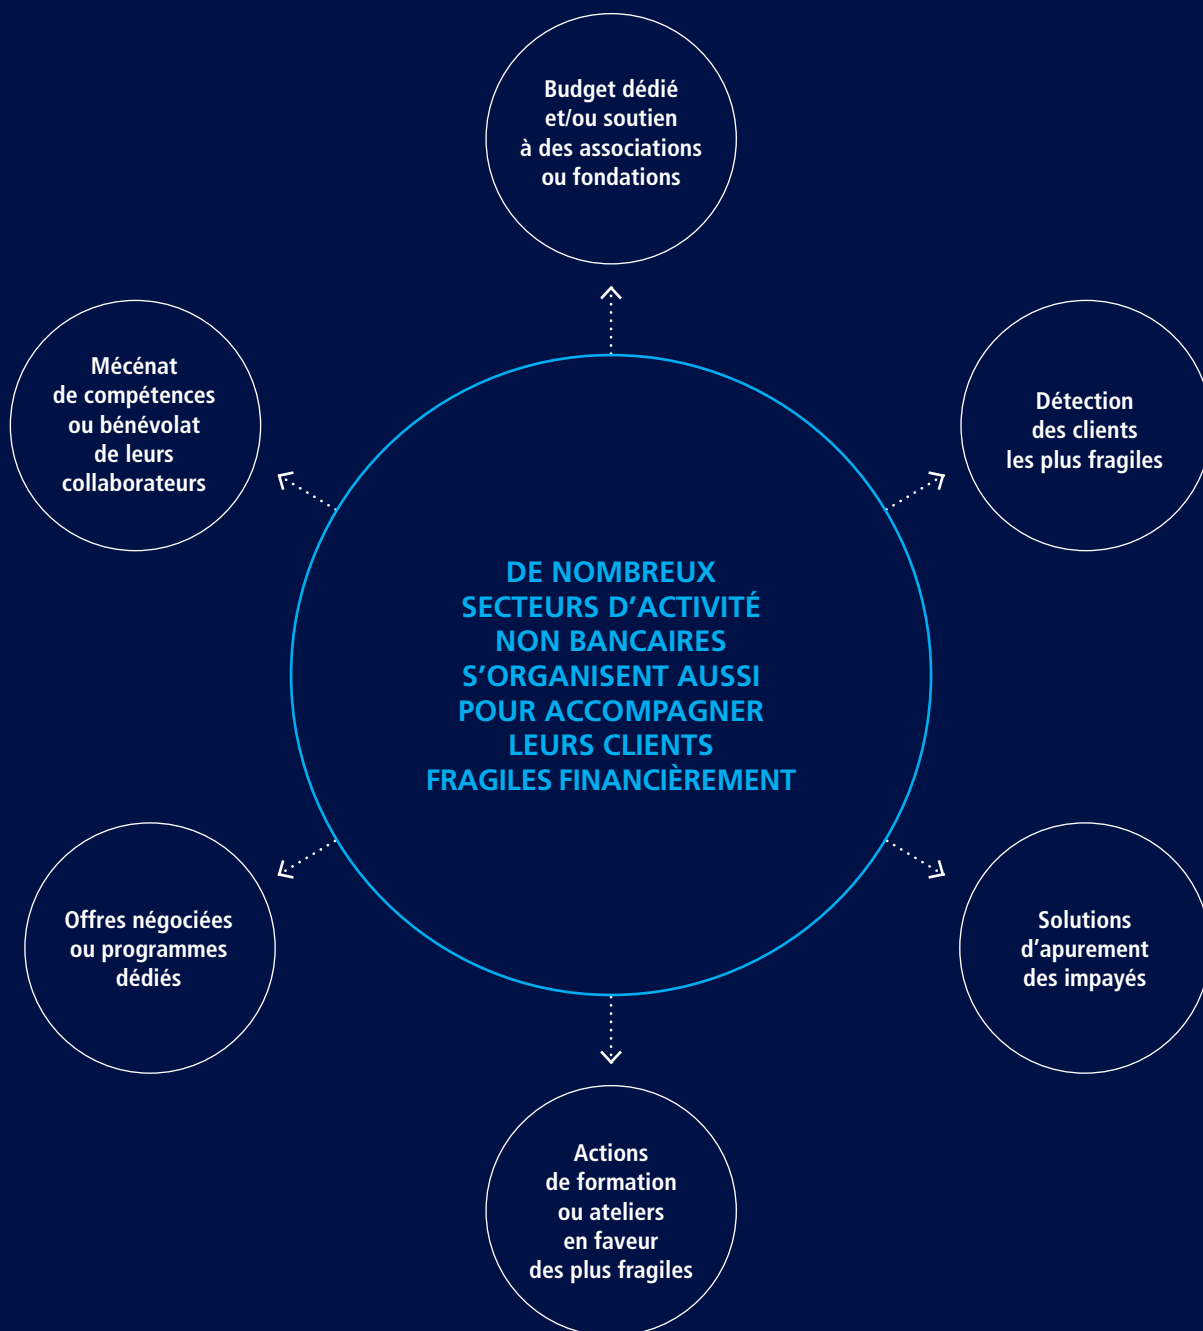 Budget dédié
et/ou soutien
à des associations
ou fondations
Mécénat
de compétences
ou bénévolat
de leurs
collaborateurs
Détection
des clients
les plus fragiles
DE NOMBREUX
SECTEURS D’ACTIVITÉ
NON BANCAIRES
S’ORGANISENT AUSSI
POUR ACCOMPAGNER
LEURS CLIENTS
FRAGILES FINANCIÈREMENT
Offres négociées
ou programmes
dédiés
Solutions
d’apurement
des impayés
Actions
de formation
ou ateliers
en faveur
des plus fragiles